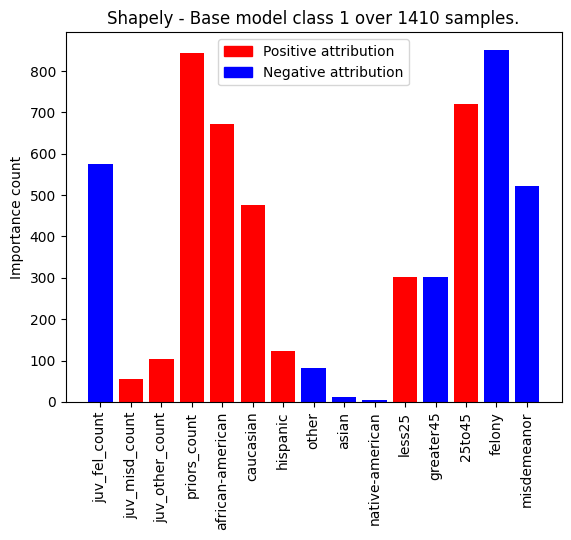 Shapely - Base model class 1 over 1410 samples.
Positive attribution
Negative attribution
Importance count
800
700
600
500
400
300
200
100
0
juv_fel_count
juv_misd_count
juv_other_count
priors_count
african-american
caucasian
hispanic
other
asian
native-american
less25
greater45
25to45
felony
misdemeanor